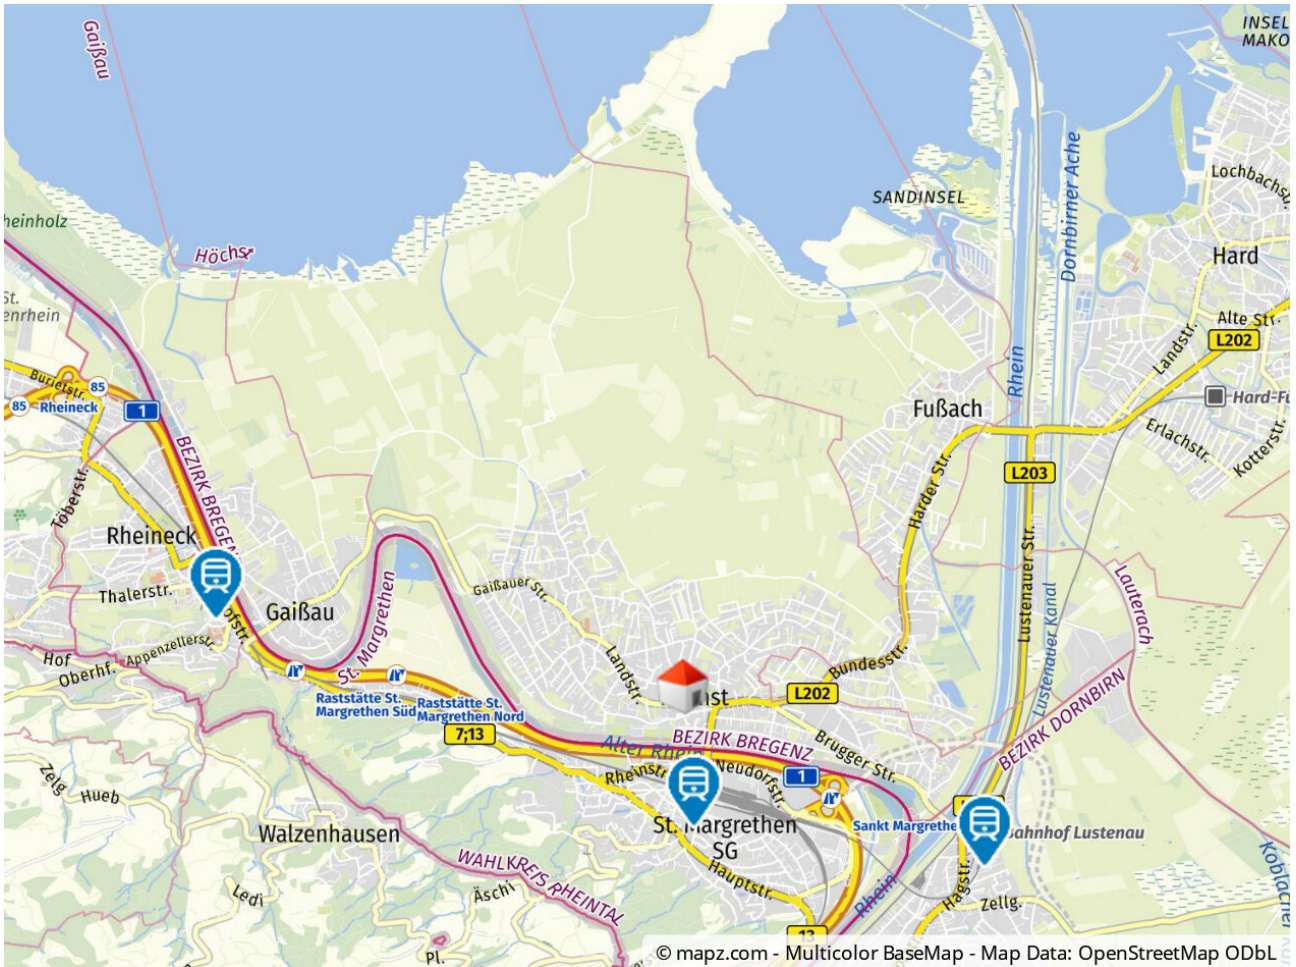 Gaißau
INSEL
MAKO
Lochbachstr.
Dornbirner Ache
SANDINSEL
heinholz
Höchst
Hard
St.
enrhein
Alte Str.
L202
Landstr.
Rhein
Burietstr.
85
85
Rheineck
1
Fußach
Hard-Fu
Erlachstr.
Kotterstr.
BEZIRK BREGENZ
L203
Harder Str.
Töberstr.
Rheineck
Lustenauer Str.
Lauterach
Thalerstr.
Gaißauer Str.
St. Margrethen
Gaißau
Hofstr.
Lustenauer Kanal
Appenzellerstr.
Hof
Oberhf.
Landstr.
Bundesstr.
L202
Raststätte St.
Margrethen Süd
Raststätte St.
Margrethen Nord
7;13
BEZIRK DORNBIRN
BEZIRK BREGENZ
Alter Rhein
Brugger Str.
Rheinstr.
Neudorfstr.
1
Zelg
Hueb
Walzenhausen
St. Margrethen
SG
Sankt Margrethe
Bahnhof Lustenau
WAHLKREIS RHEINTAL
Hauptstr.
Äschi
Ledi
Rhein
Hagstr.
Zellg.
Koblacher
13
Pl.
© mapz.com - Multicolor BaseMap - Map Data: OpenStreetMap ODbL